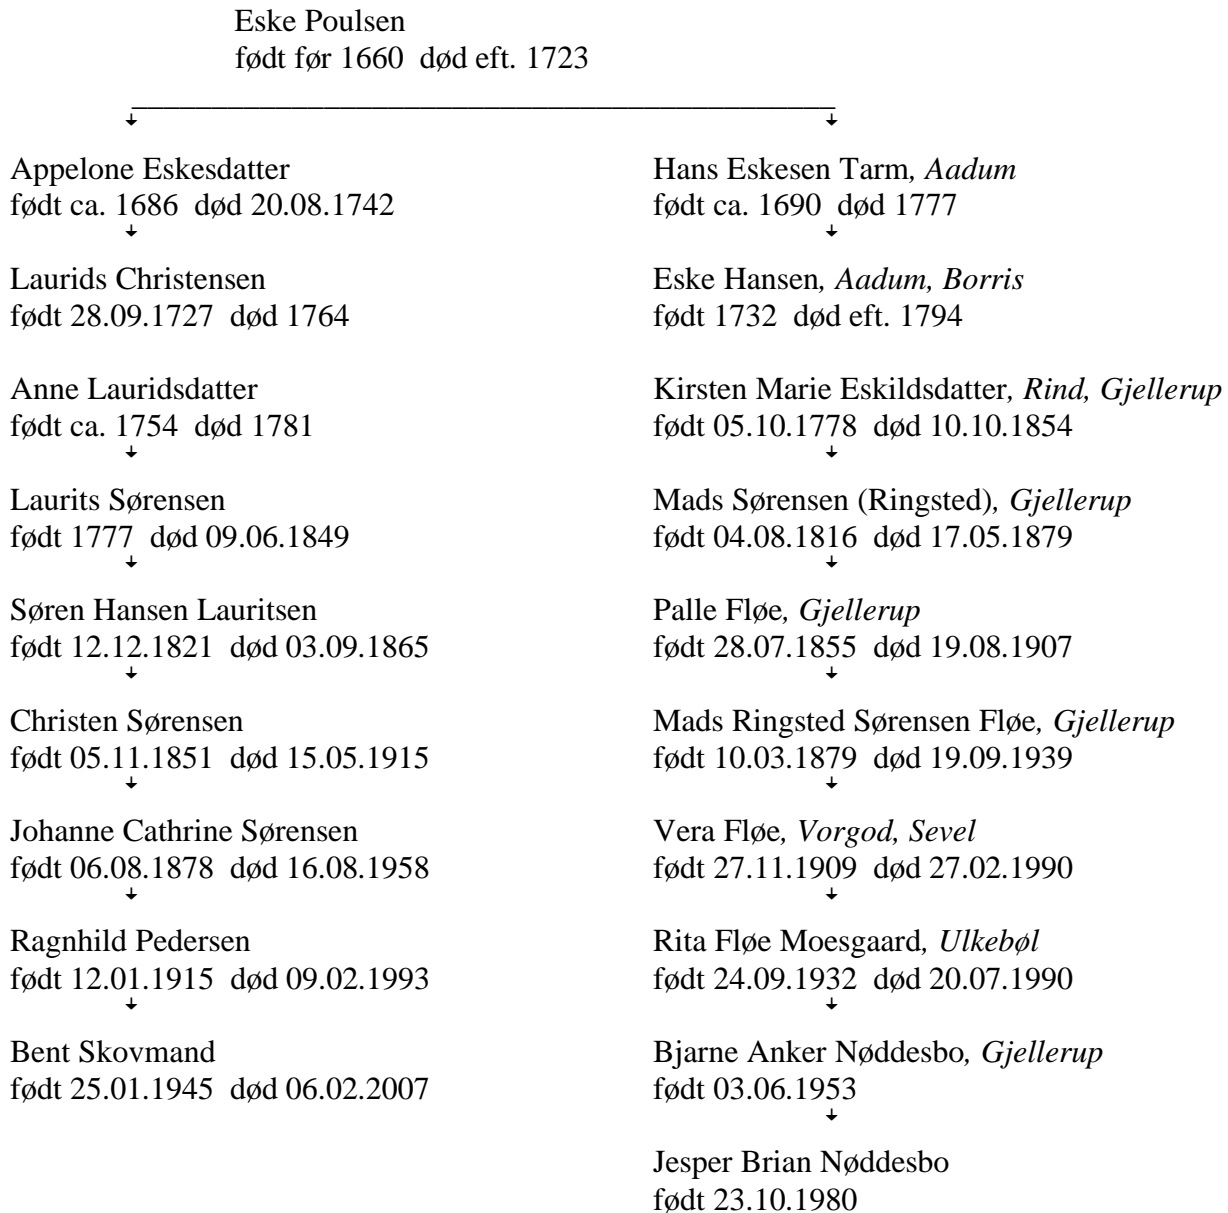 Eske Poulsen
født før 1660  død eft. 1723
Appelone Eskesdatter
født ca. 1686  død 20.08.1742
Hans Eskesen Tarm, Aadum
født ca. 1690  død 1777
Laurids Christensen
født 28.09.1727  død 1764
Eske Hansen, Aadum, Borris
født 1732  død eft. 1794
Anne Lauridsdatter
født ca. 1754  død 1781
Kirsten Marie Eskildsdatter, Rind, Gjellerup
født 05.10.1778  død 10.10.1854
Laurits Sørensen
født 1777  død 09.06.1849
Mads Sørensen (Ringsted), Gjellerup
født 04.08.1816  død 17.05.1879
Søren Hansen Lauritsen
født 12.12.1821  død 03.09.1865
Palle Fløe, Gjellerup
født 28.07.1855  død 19.08.1907
Christen Sørensen
født 05.11.1851  død 15.05.1915
Mads Ringsted Sørensen Fløe, Gjellerup
født 10.03.1879  død 19.09.1939
Johanne Cathrine Sørensen
født 06.08.1878  død 16.08.1958
Vera Fløe, Vorgod, Sevel
født 27.11.1909  død 27.02.1990
Ragnhild Pedersen
født 12.01.1915  død 09.02.1993
Rita Fløe Moesgaard, Ulkebøl
født 24.09.1932  død 20.07.1990
Bent Skovmand
født 25.01.1945  død 06.02.2007
Bjarne Anker Nøddesbo, Gjellerup
født 03.06.1953
Jesper Brian Nøddesbo
født 23.10.1980